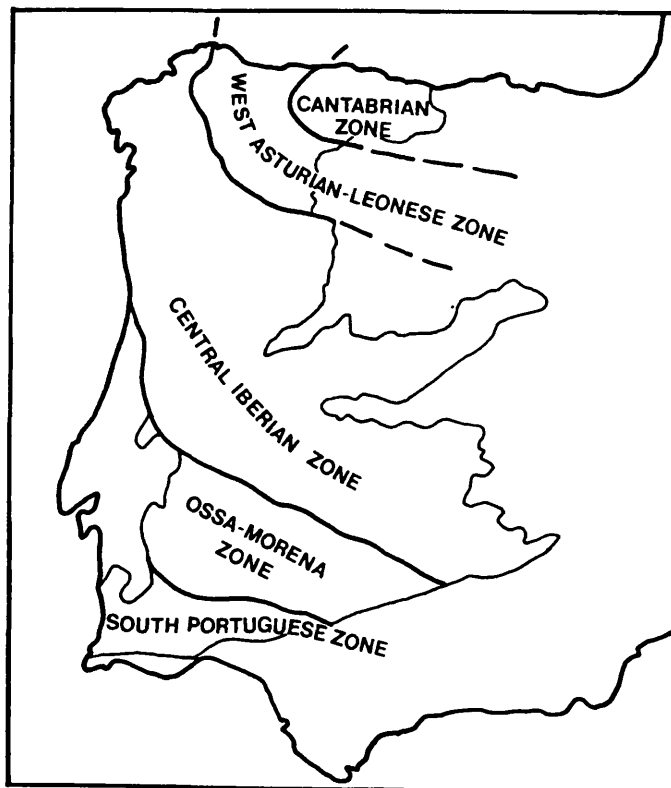 CANTABRIAN
ZONE
WEST ASTURIAN-LEONESE ZONE
CENTRAL IBERIAN ZONE
OSSA-MORENA
ZONE
SOUTH PORTUGUESE ZONE